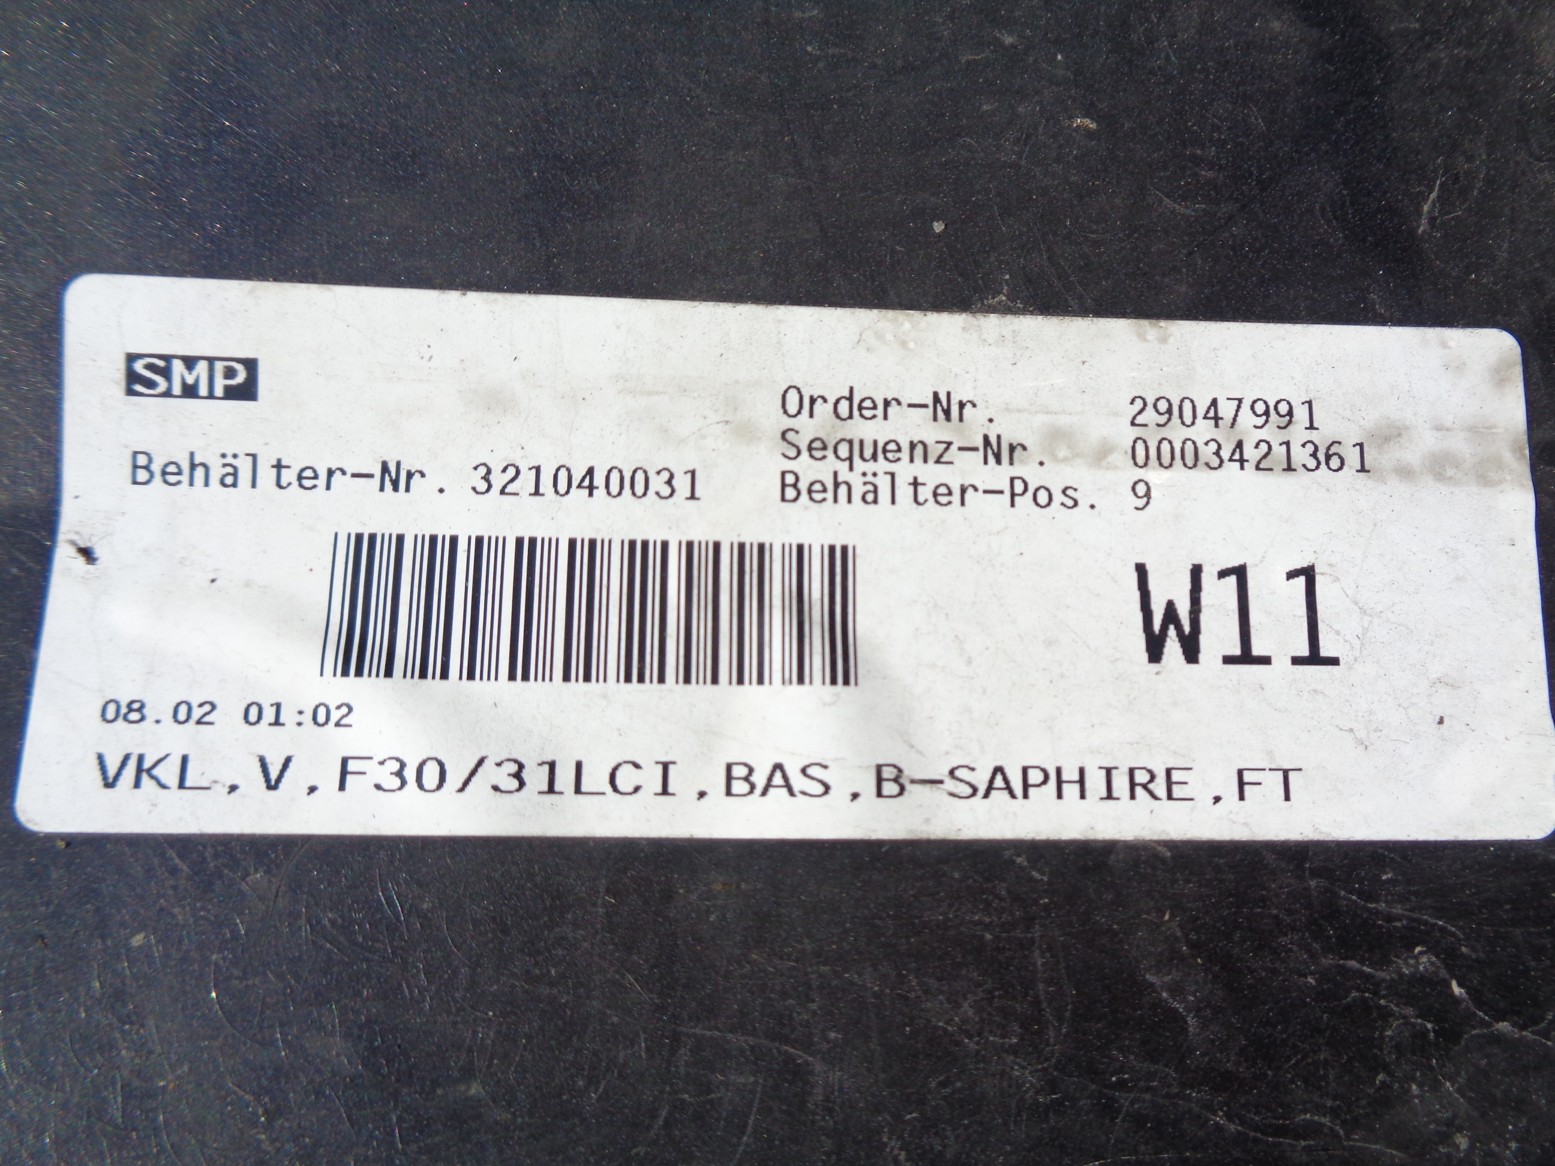 SMP
Order-Nr. 29047991
Sequenz-Nr. 0003421361
Behälter-Nr. 321040031
Behälter-Pos. 9
W11
08.02 01:02
VKL,V,F30/31LCI,BAS,B-SAPHIRE,FT